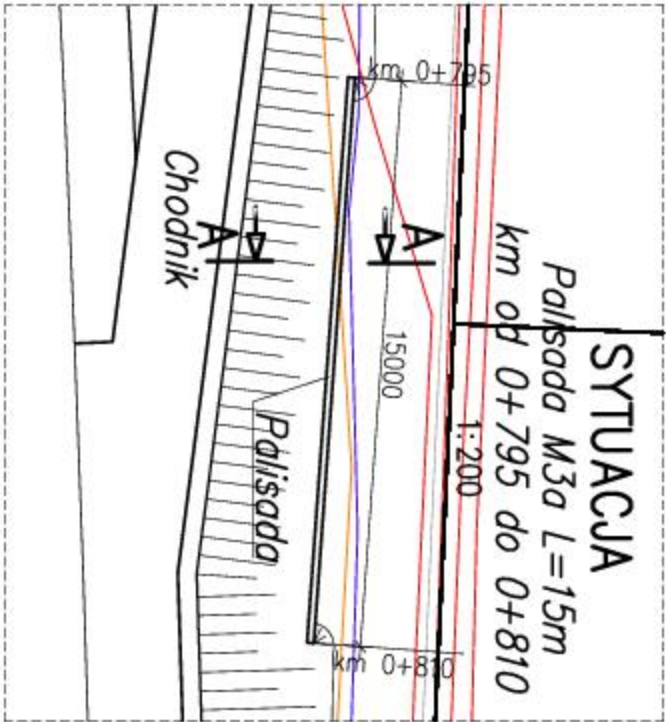 SYTUACJA
Palisada M3a L=15m
km od 0+795 do 0+810
1:200
km 0+795
A
A
15000
Chodnik
Palisada
km 0+810